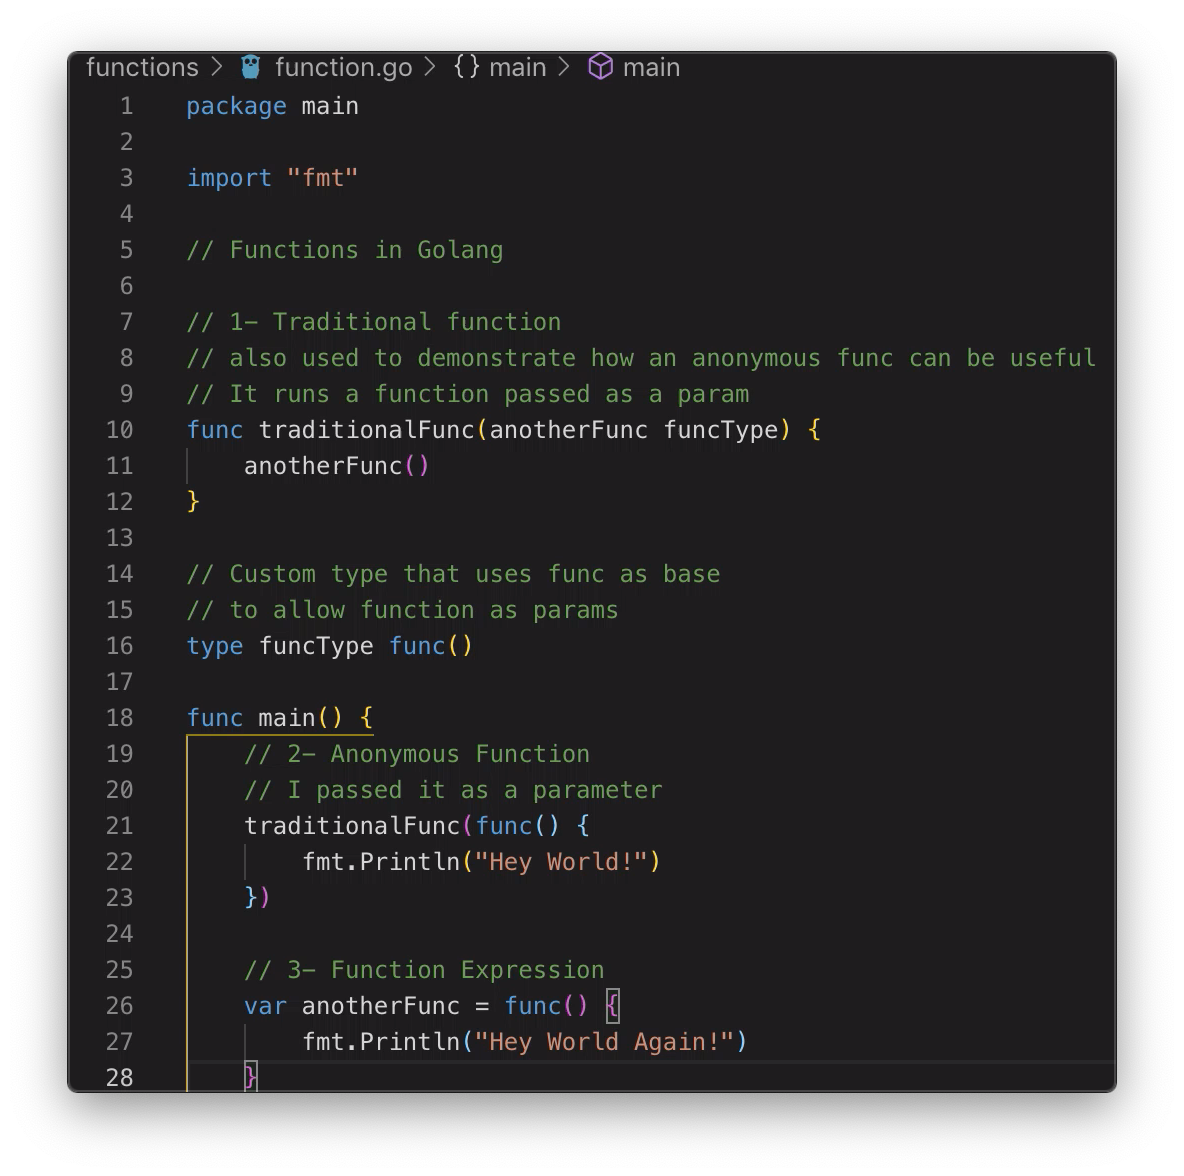 functions > function.go > {} main > main
1 package main
2
3 import "fmt"
4
5 // Functions in Golang
6
7 // 1- Traditional function
8 // also used to demonstrate how an anonymous func can be useful
9 // It runs a function passed as a param
10 func traditionalFunc(anotherFunc funcType) {
11     anotherFunc()
12 }
13
14 // Custom type that uses func as base
15 // to allow function as params
16 type funcType func()
17
18 func main() {
19     // 2- Anonymous Function
20     // I passed it as a parameter
21     traditionalFunc(func() {
22         fmt.Println("Hey World!")
23     })
24
25     // 3- Function Expression
26     var anotherFunc = func() {
27         fmt.Println("Hey World Again!")
28     }